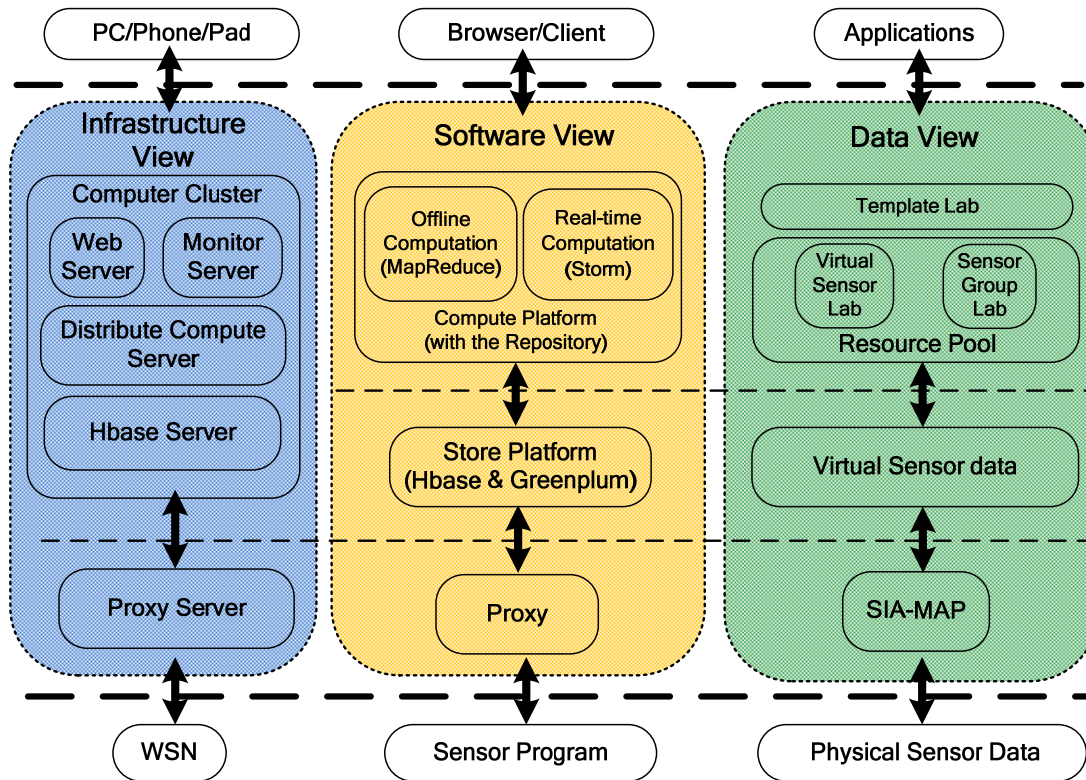 PC/Phone/Pad
Browser/Client
Applications
Infrastructure
View
Computer Cluster
Web
Server
Monitor
Server
Distribute Compute
Server
Hbase Server
Proxy Server
WSN
Software View
Offline
Computation
(MapReduce)
Real-time
Computation
(Storm)
Compute Platform
(with the Repository)
Store Platform
(Hbase & Greenplum)
Proxy
Sensor Program
Data View
Template Lab
Virtual
Sensor
Lab
Sensor
Group
Lab
Resource Pool
Virtual Sensor data
SIA-MAP
Physical Sensor Data